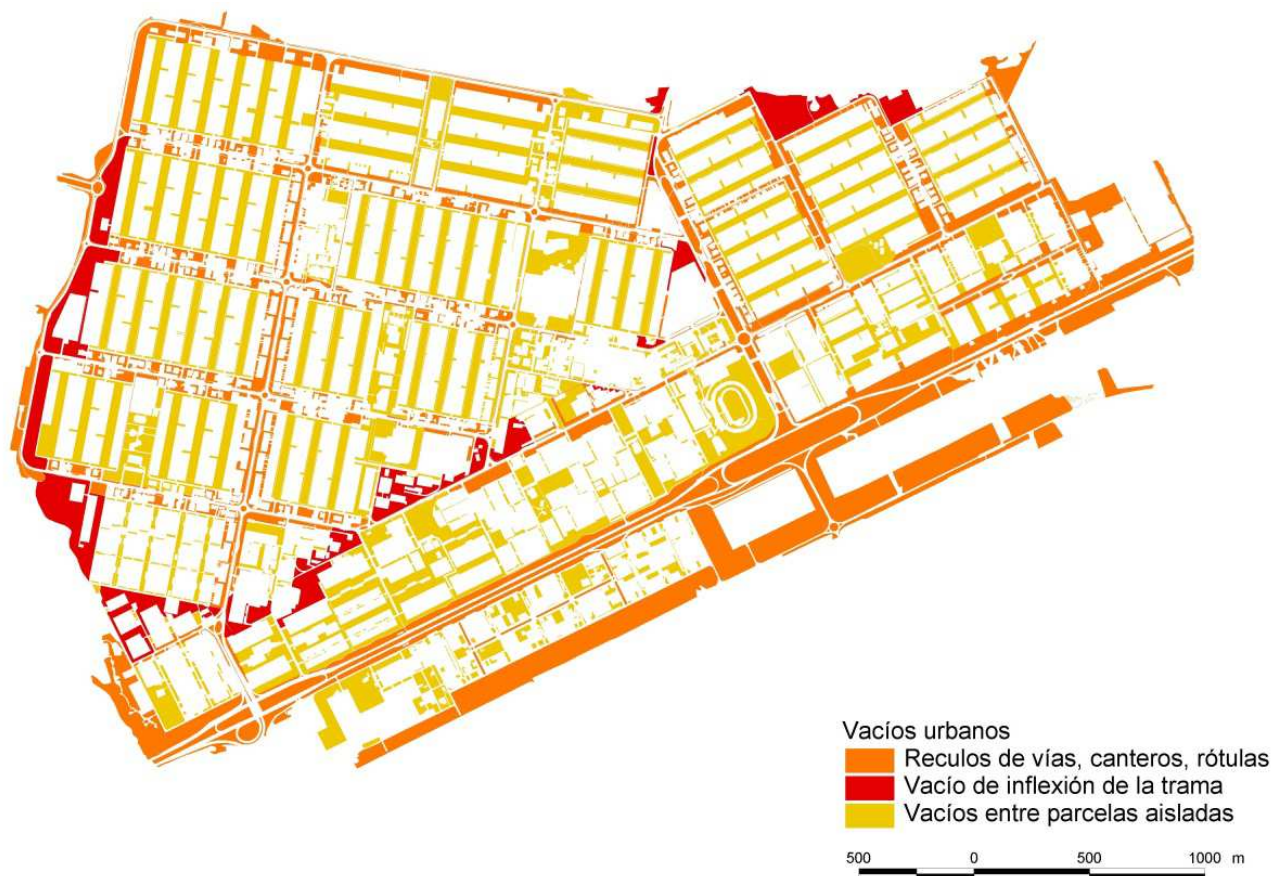 Vacíos urbanos
Reculos de vías, canteros, rótulas
Vacío de inflexión de la trama
Vacíos entre parcelas aisladas
500 0 500 1000 m